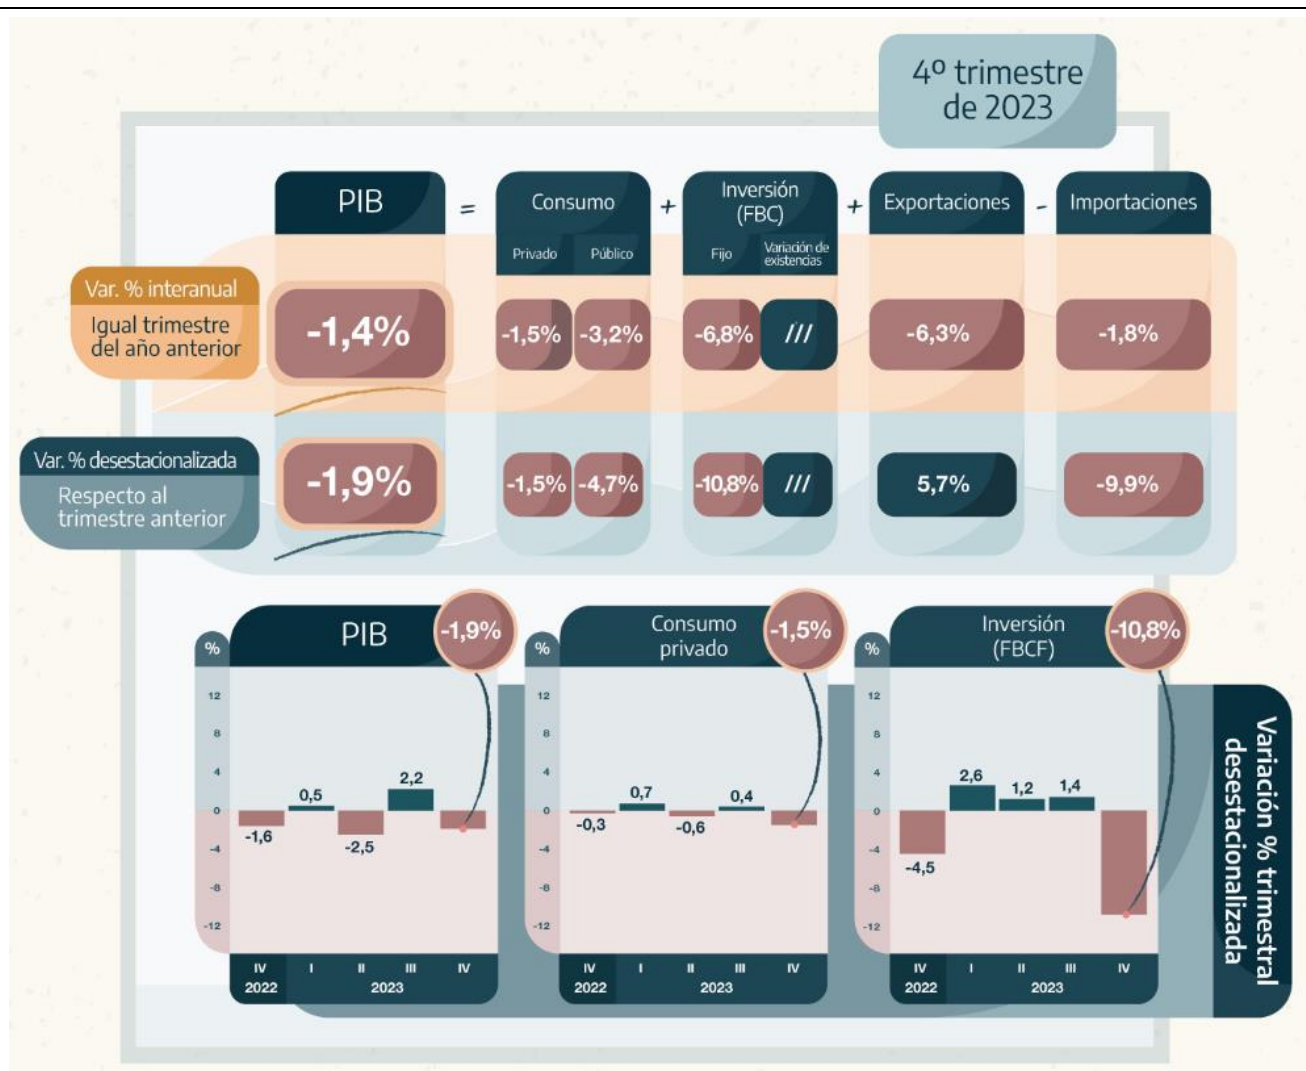 4º trimestre
de 2023
PIB
=
Consumo
Privado
Público
+
Inversión
(FBC)
Fijo
Variación de
existencias
+
Exportaciones
-
Importaciones
Var. % interanual
Igual trimestre
del año anterior
-1,4%
-1,5%
-3,2%
-6,8%
///
-6,3%
-1,8%
Var. % desestacionalizada
Respecto al
trimestre anterior
-1,9%
-1,5%
-4,7%
-10,8%
///
5,7%
-9,9%
%
PIB
-1,9%
12
8
4
0
-4
-8
-12
-1,6
0,5
-2,5
2,2
IV
I
II
III
IV
2022
2023
%
Consumo
privado
-1,5%
12
8
4
0
-4
-8
-12
-0,3
0,7
-0,6
0,4
IV
I
II
III
IV
2022
2023
%
Inversión
(FBCF)
-10,8%
12
8
4
0
-4
-8
-12
-4,5
2,6
1,2
1,4
IV
I
II
III
IV
2022
2023
Variación % trimestral
desestacionalizada